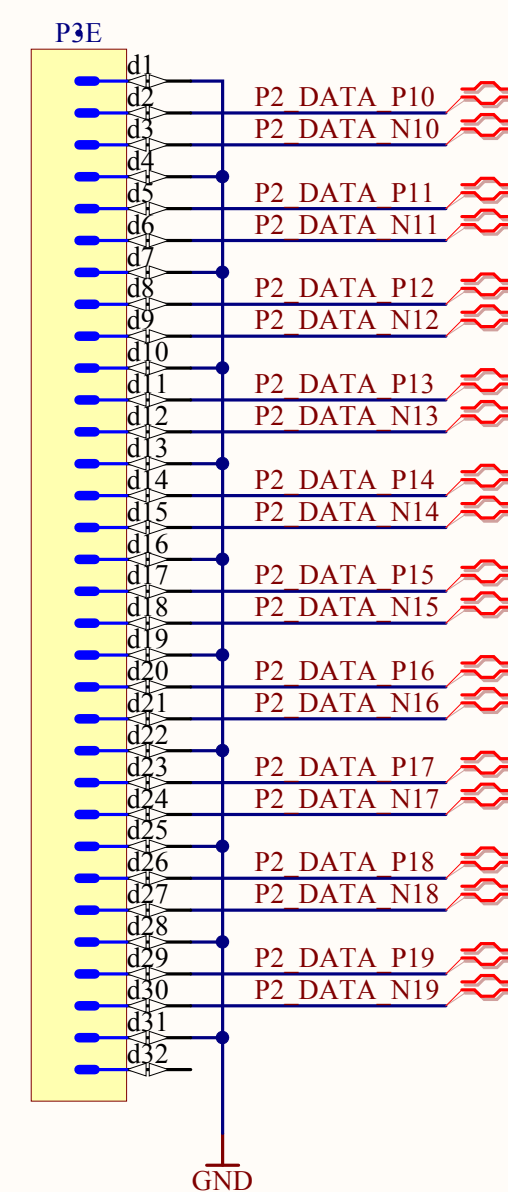 P3E
d1
d2
P2_DATA_P10
d3
P2_DATA_N10
d4
d5
P2_DATA_P11
d6
P2_DATA_N11
d7
d8
P2_DATA_P12
d9
P2_DATA_N12
d10
d11
P2_DATA_P13
d12
P2_DATA_N13
d13
d14
P2_DATA_P14
d15
P2_DATA_N14
d16
d17
P2_DATA_P15
d18
P2_DATA_N15
d19
d20
P2_DATA_P16
d21
P2_DATA_N16
d22
d23
P2_DATA_P17
d24
P2_DATA_N17
d25
d26
P2_DATA_P18
d27
P2_DATA_N18
d28
d29
P2_DATA_P19
d30
P2_DATA_N19
d31
d32
GND